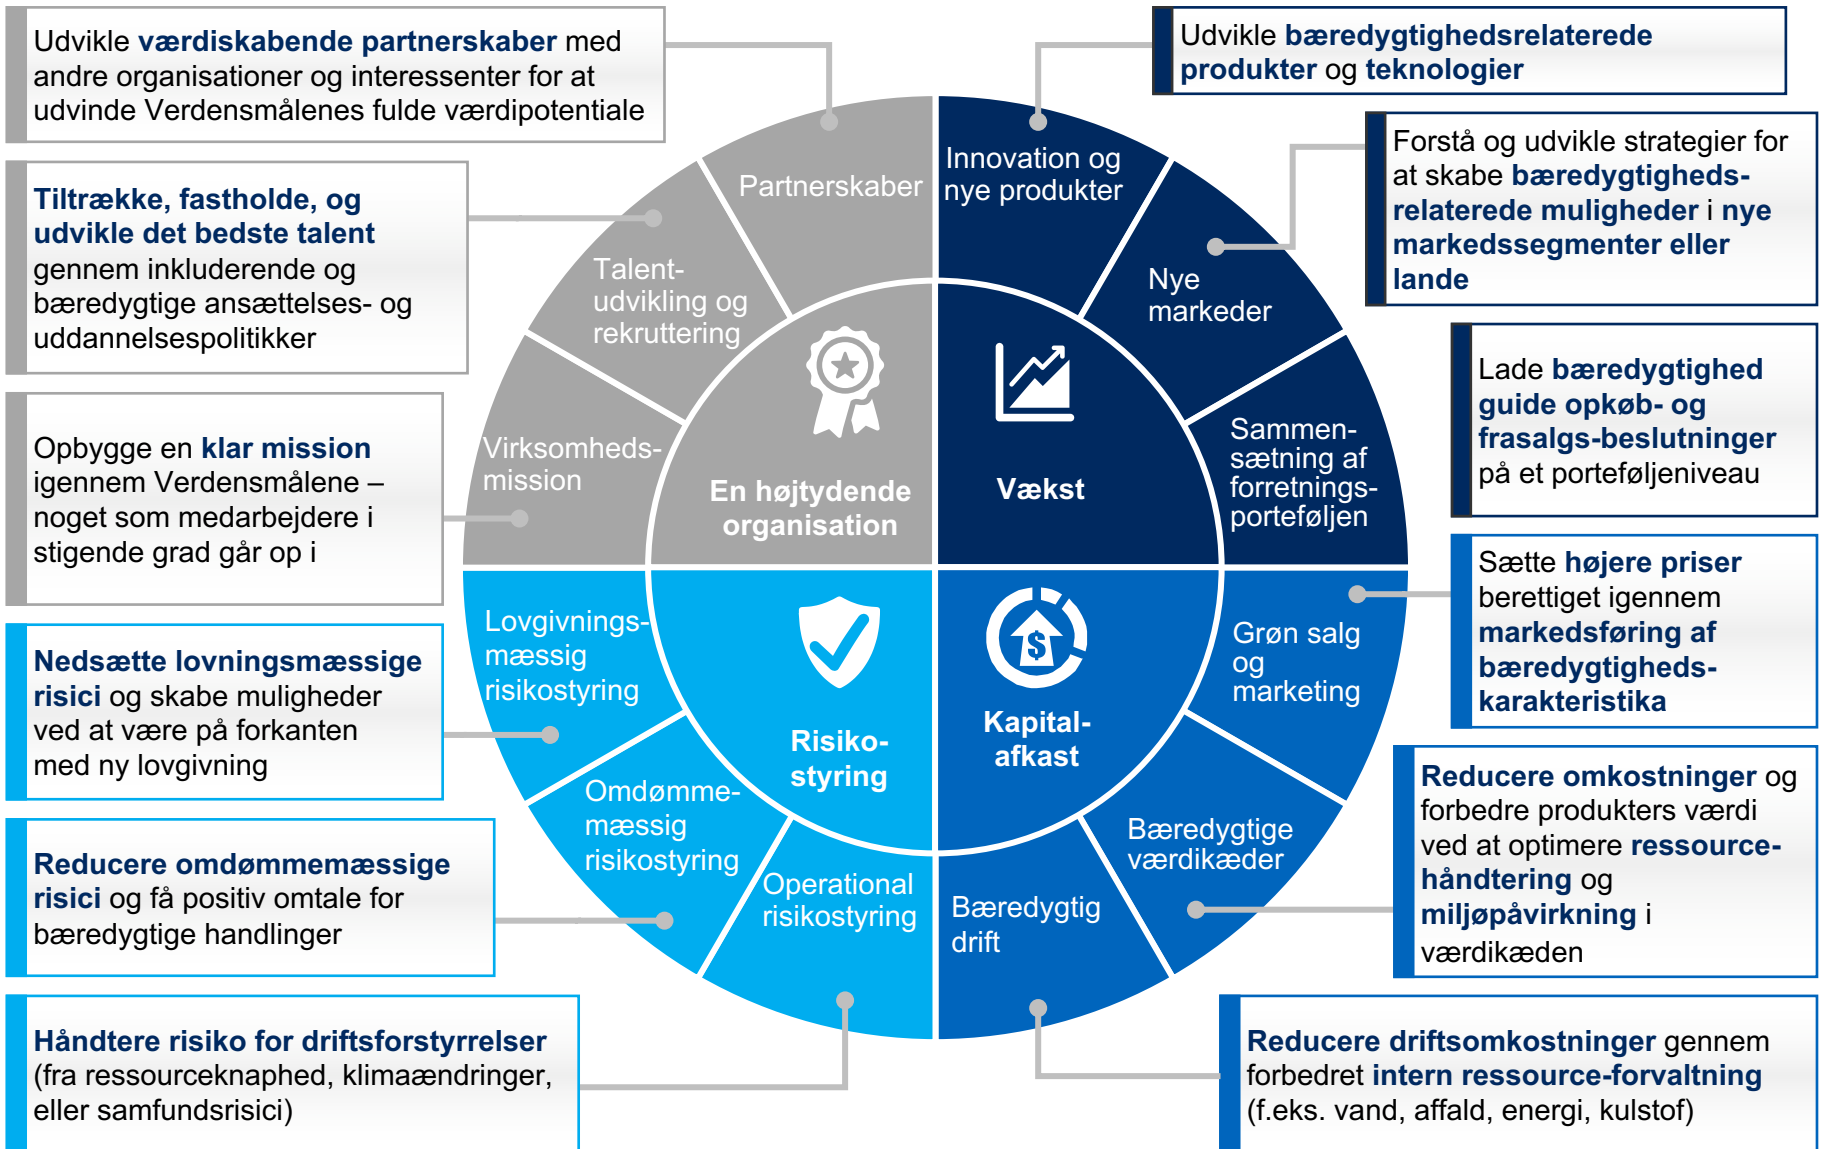 Udvikle værdiskabende partnerskaber med
andre organisationer og interessenter for at
udvinde Verdensmålenes fulde værdipotentiale
Tiltrække, fastholde, og
udvikle det bedste talent
gennem inkluderende og
bæredygtige ansættelses- og
uddannelsespolitikker
Opbygge en klar mission
igennem Verdensmålene –
noget som medarbejdere i
stigende grad går op i
Nedsætte lovningsmæssige
risici og skabe muligheder
ved at være på forkanten
med ny lovgivning
Reducere omdømmemæssige
risici og få positiv omtale for
bæredygtige handlinger
Håndtere risiko for driftsforstyrrelser
(fra ressourceknaphed, klimaændringer,
eller samfundsrisici)
Partnerskaber
Talent-
udvikling og
rekruttering
Virksomheds-
mission
En højtydende
organisation
Lovgivnings-
mæssig
risikostyring
Omdømme-
mæssig
risikostyring
Operational
risikostyring
Risiko-
styring
Innovation og
nye produkter
Nye
markeder
Sammen-
sætning af
forretnings-
porteføljen
Vækst
Grøn salg
og
marketing
Bæredygtige
værdikæder
Bæredygtig
drift
$
Kapital-
afkast
Udvikle bæredygtighedsrelaterede
produkter og teknologier
Forstå og udvikle strategier for
at skabe bæredygtigheds-
relaterede muligheder i nye
markedssegmenter eller
lande
Lade bæredygtighed
guide opkøb- og
frasalgs-beslutninger
på et porteføljeniveau
Sætte højere priser
berettiget igennem
markedsføring af
bæredygtigheds-
karakteristika
Reducere omkostninger og
forbedre produkters værdi
ved at optimere ressource-
håndtering og
miljøpåvirkning i
værdikæden
Reducere driftsomkostninger gennem
forbedret intern ressource-forvaltning
(f.eks. vand, affald, energi, kulstof)